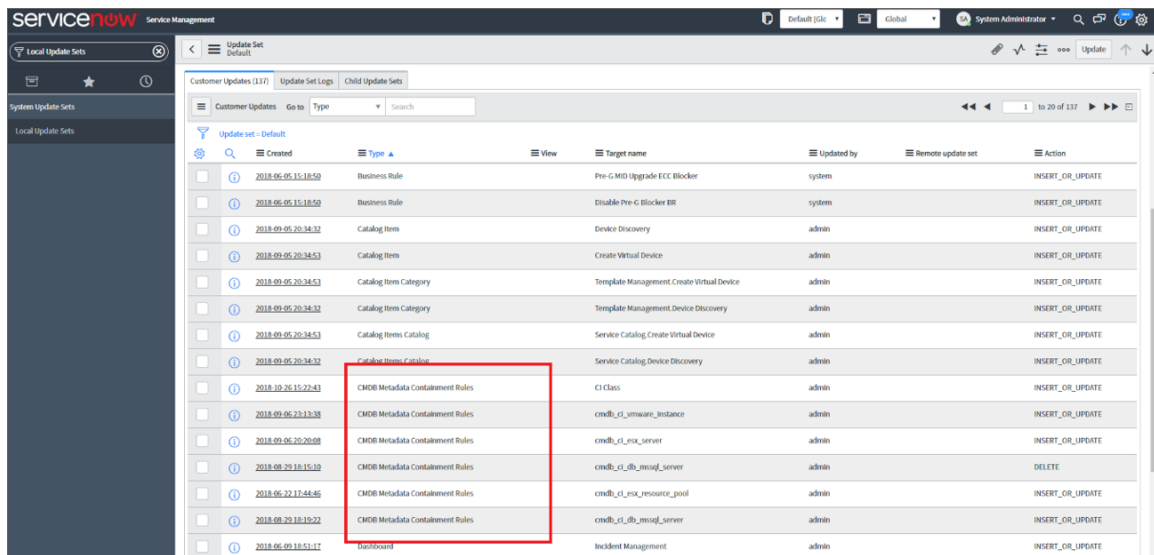 servicenow Service Management
Default [Glc
Global
SA System Administrator
Local Update Sets
Update Set
Default
Update
System Update Sets
Local Update Sets
Customer Updates (137) Update Set Logs Child Update Sets
Customer Updates Go to Type Search
1 to 20 of 137
Update set = Default
Created Type View Target name Updated by Remote update set Action
2018-06-05 15:18:50 Business Rule Pre-G MID Upgrade ECC Blocker system INSERT_OR_UPDATE
2018-06-05 15:18:50 Business Rule Disable Pre-G Blocker BR system INSERT_OR_UPDATE
2018-09-05 20:34:32 Catalog Item Device Discovery admin INSERT_OR_UPDATE
2018-09-05 20:34:53 Catalog Item Create Virtual Device admin INSERT_OR_UPDATE
2018-09-05 20:34:53 Catalog Item Category Template Management.Create Virtual Device admin INSERT_OR_UPDATE
2018-09-05 20:34:32 Catalog Item Category Template Management.Device Discovery admin INSERT_OR_UPDATE
2018-09-05 20:34:53 Catalog Items Catalog Service Catalog.Create Virtual Device admin INSERT_OR_UPDATE
2018-09-05 20:34:32 Catalog Items Catalog Service Catalog.Device Discovery admin INSERT_OR_UPDATE
2018-10-26 15:22:43 CMDB Metadata Containment Rules CI Class admin INSERT_OR_UPDATE
2018-09-06 23:13:38 CMDB Metadata Containment Rules cmdb_ci_vmware_instance admin INSERT_OR_UPDATE
2018-09-06 20:20:08 CMDB Metadata Containment Rules cmdb_ci_esx_server admin INSERT_OR_UPDATE
2018-08-29 18:15:10 CMDB Metadata Containment Rules cmdb_ci_db_mssql_server admin DELETE
2018-06-22 17:44:46 CMDB Metadata Containment Rules cmdb_ci_esx_resource_pool admin INSERT_OR_UPDATE
2018-08-29 18:19:22 CMDB Metadata Containment Rules cmdb_ci_db_mssql_server admin INSERT_OR_UPDATE
2018-06-09 18:51:17 Dashboard Incident Management admin INSERT_OR_UPDATE